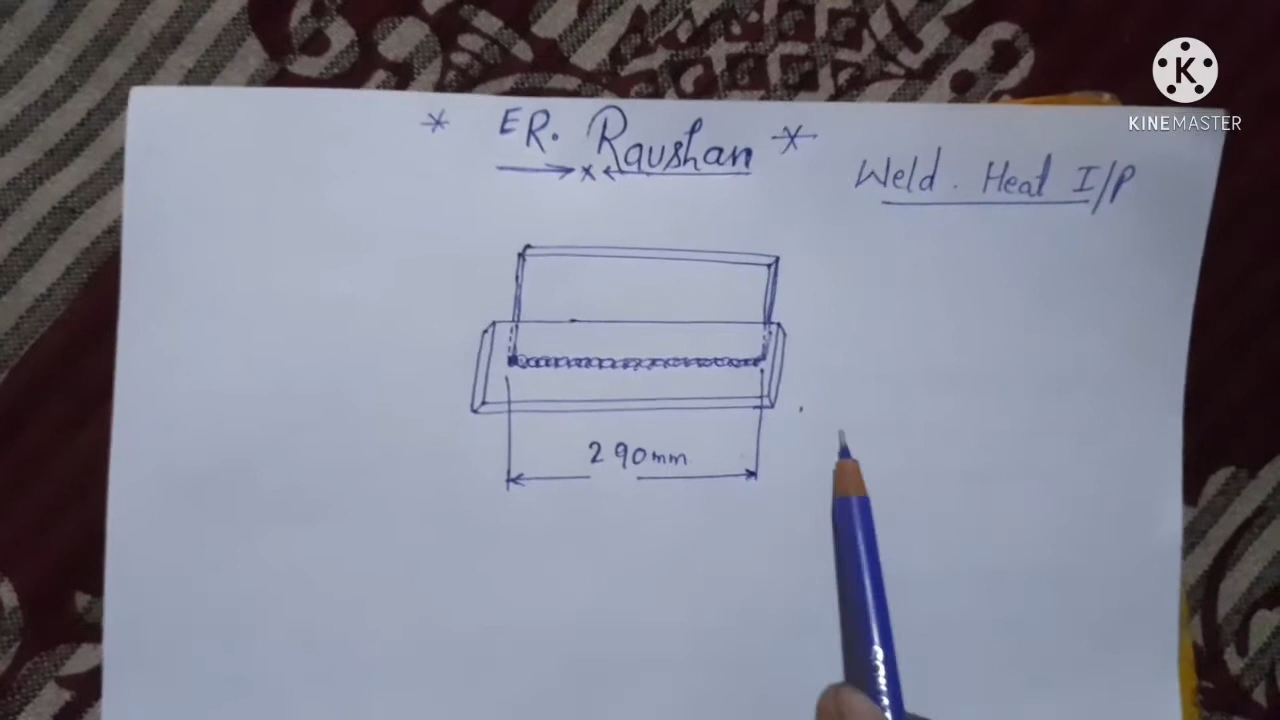 * ER. Raushan *
Weld. Heat I/P
290mm
K
KINEMASTER